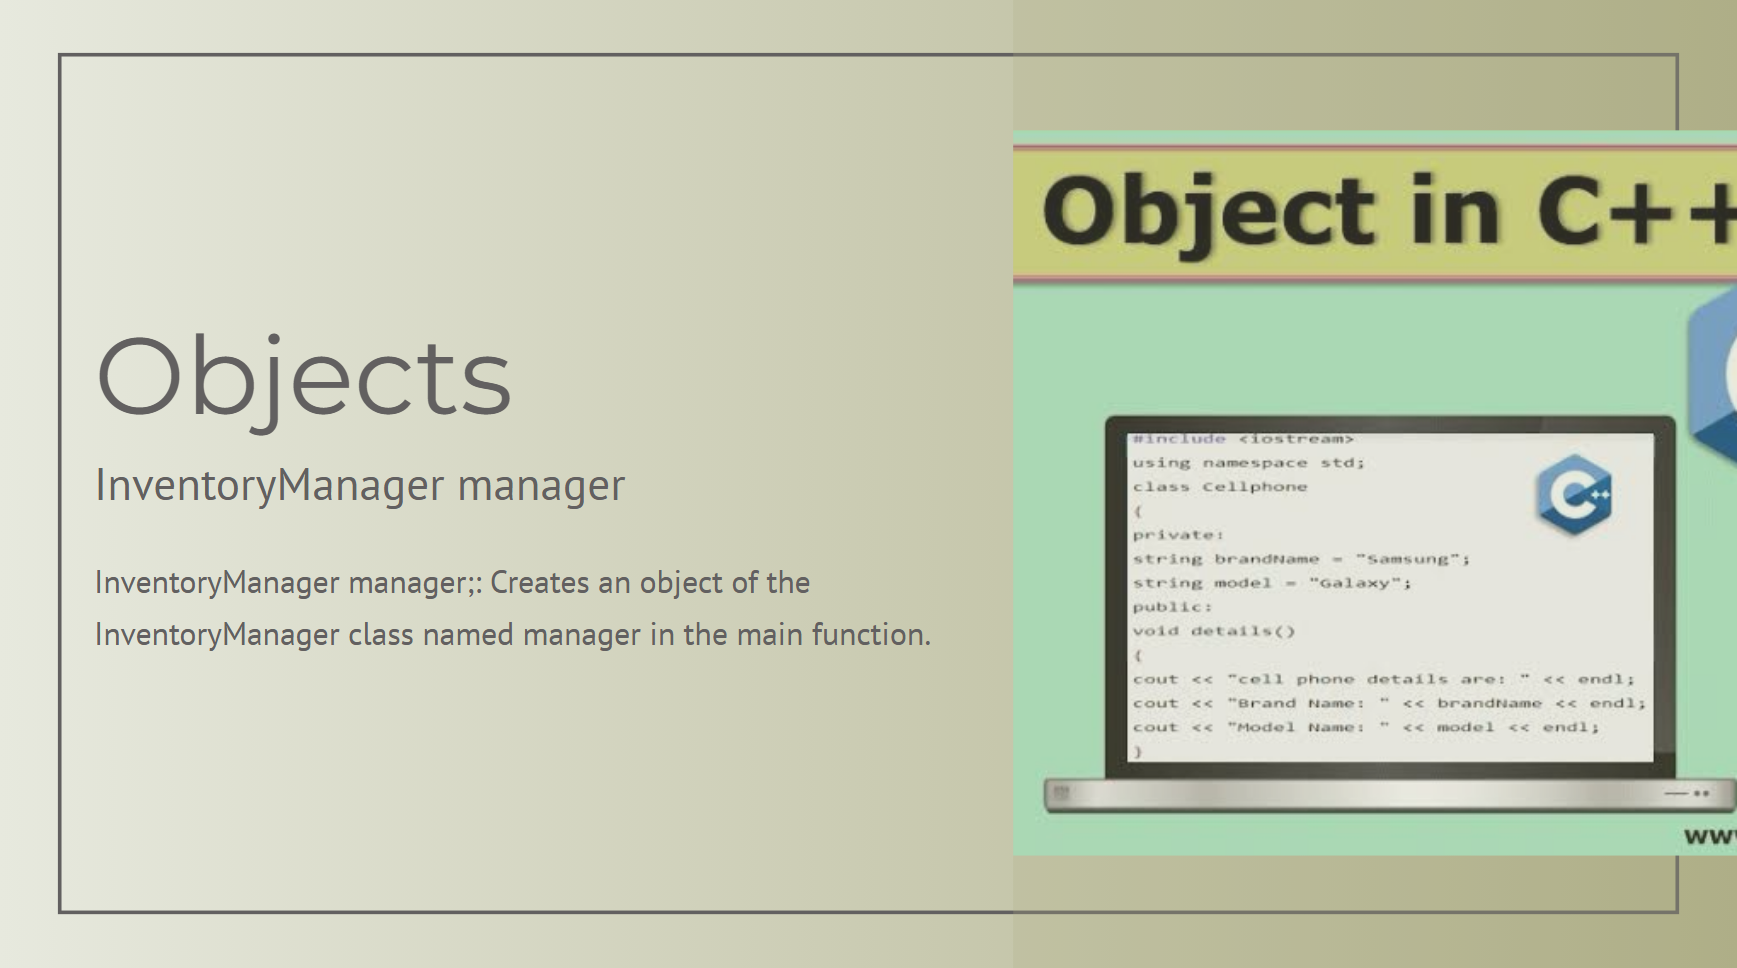 Objects
InventoryManager manager
InventoryManager manager;: Creates an object of the
InventoryManager class named manager in the main function.
Object in C++
#include <iostream>
using namespace std;
class Cellphone
{
private:
string brandName = "Samsung";
string model = "Galaxy";
public:
void details()
{
cout << "cell phone details are: " << endl;
cout << "Brand Name: " << brandName << endl;
cout << "Model Name: " << model << endl;
}
C++